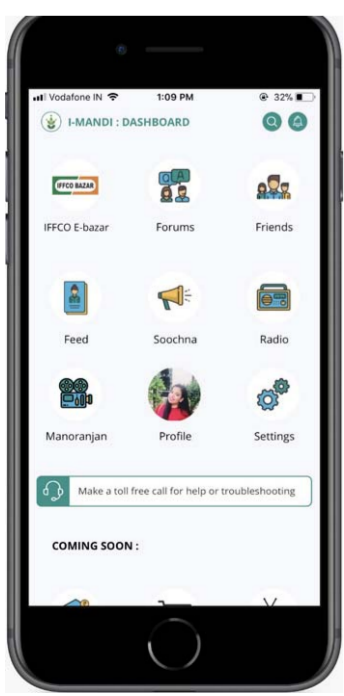 Vodafone IN 1:09 PM 32%
I-MANDI : DASHBOARD
IFFCO BAZAR
Q A
IFFCO E-bazar Forums Friends
Feed Soochna Radio
Manoranjan Profile Settings
Make a toll free call for help or troubleshooting
COMING SOON :